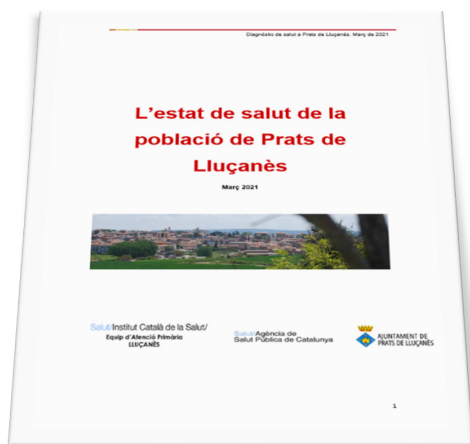 Diagnòstic de salut a Prats de Lluçanès. Març de 2021
L'estat de salut de la
població de Prats de
Lluçanès
Març 2021
Salut/Institut Català de la Salut/
Equip d'Atenció Primària
LLUÇANÈS
Salut/Agència de
Salut Pública de Catalunya
AJUNTAMENT DE
PRATS DE LLUÇANÈS
1